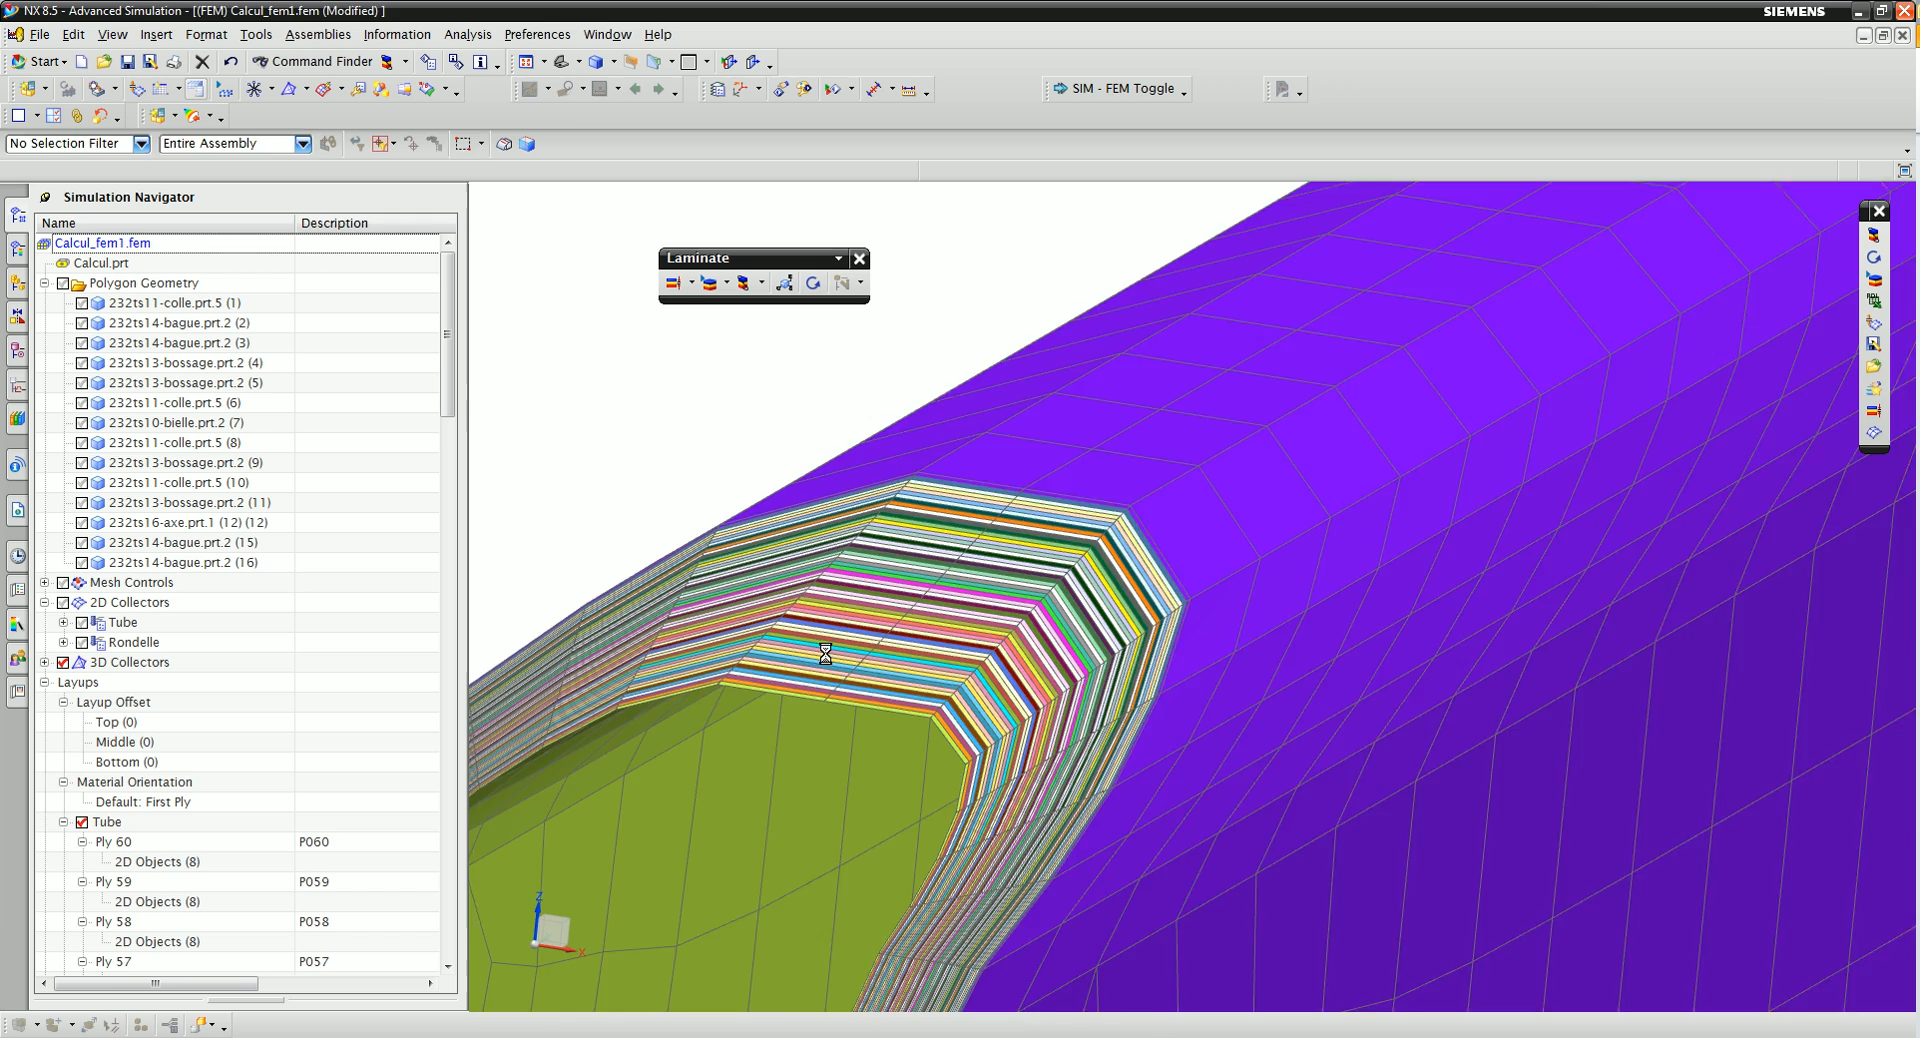 NX 8.5 - Advanced Simulation - [(FEM) Calcul_fem1.fem (Modified) ]
SIEMENS
File Edit View Insert Format Tools Assemblies Information Analysis Preferences Window Help
Start Command Finder
SIM - FEM Toggle
No Selection Filter Entire Assembly
Simulation Navigator
Name Description
Calcul_fem1.fem
Calcul.prt
Polygon Geometry
232ts11-colle.prt.5 (1)
232ts14-bague.prt.2 (2)
232ts14-bague.prt.2 (3)
232ts13-bossage.prt.2 (4)
232ts13-bossage.prt.2 (5)
232ts11-colle.prt.5 (6)
232ts10-bielle.prt.2 (7)
232ts11-colle.prt.5 (8)
232ts13-bossage.prt.2 (9)
232ts11-colle.prt.5 (10)
232ts13-bossage.prt.2 (11)
232ts16-axe.prt.1 (12) (12)
232ts14-bague.prt.2 (15)
232ts14-bague.prt.2 (16)
Mesh Controls
2D Collectors
Tube
Rondelle
3D Collectors
Layups
Layup Offset
Top (0)
Middle (0)
Bottom (0)
Material Orientation
Default: First Ply
Tube
Ply 60 P060
2D Objects (8)
Ply 59 P059
2D Objects (8)
Ply 58 P058
2D Objects (8)
Ply 57 P057
Laminate
Z
X